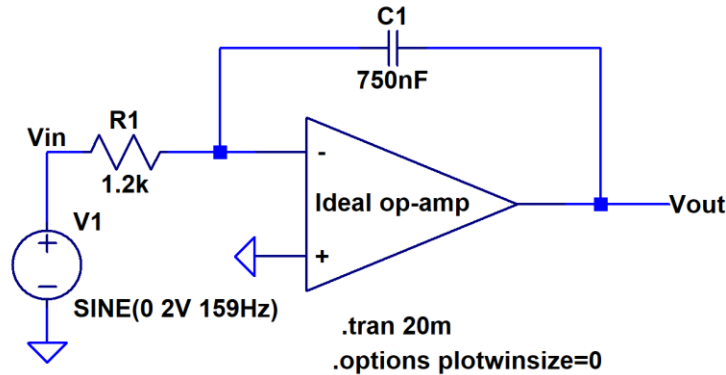 C1
750nF
R1
Vin
1.2k
-
Ideal op-amp
Vout
V1
+
+
-
SINE(0 2V 159Hz)
.tran 20m
.options plotwinsize=0